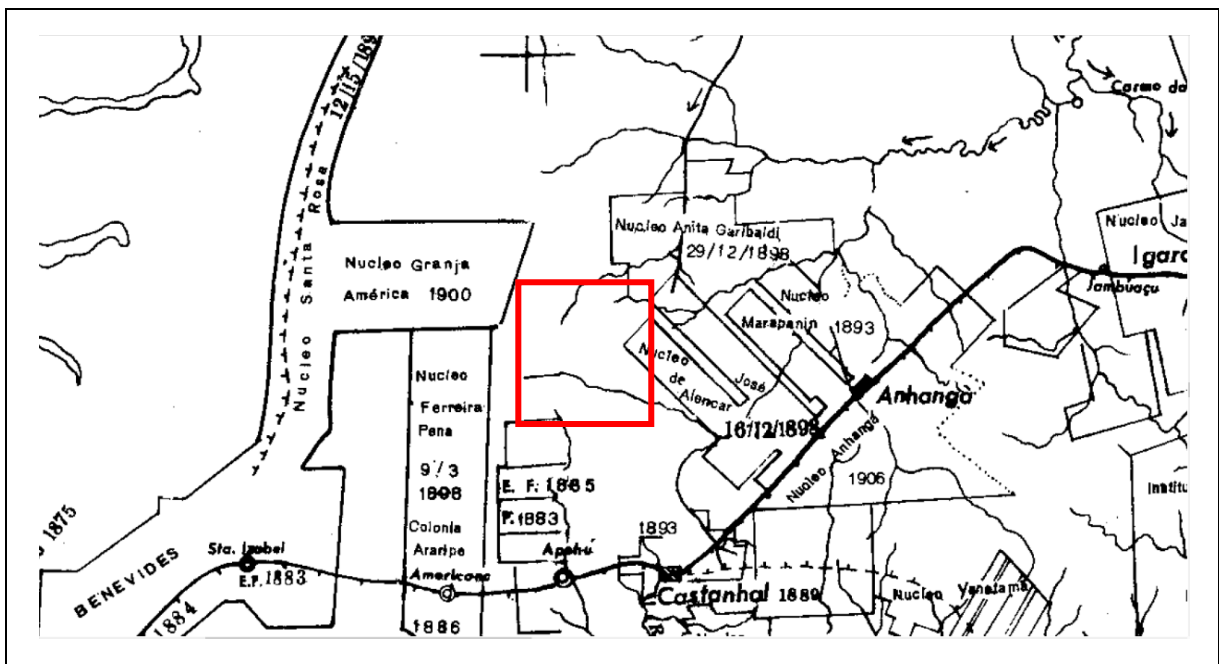 12/15/189
Nucleo Santa Rosa
Carmo da
Nucleo Anita Garibaldi
29/12/1898
Nucleo Ja
Igara
Jambuaçu
Nucleo Granja
América 1900
Nucleo
Marapanin 1893
Nucleo
de
Alencar
José
16/12/1898
Anhangá
Nucleo Anhangá
1906
Institu
Nucleo
Ferreira
Pena
9/3
1898
Colonia
Araripe
Americano
1886
E. F. 1885
F. 1883
1893
Apehú
Castanhal 1889
Nucleo Yanetama
Nucleo
1875
BENEVIDES
Sta. Izabel
E.F. 1883
1884